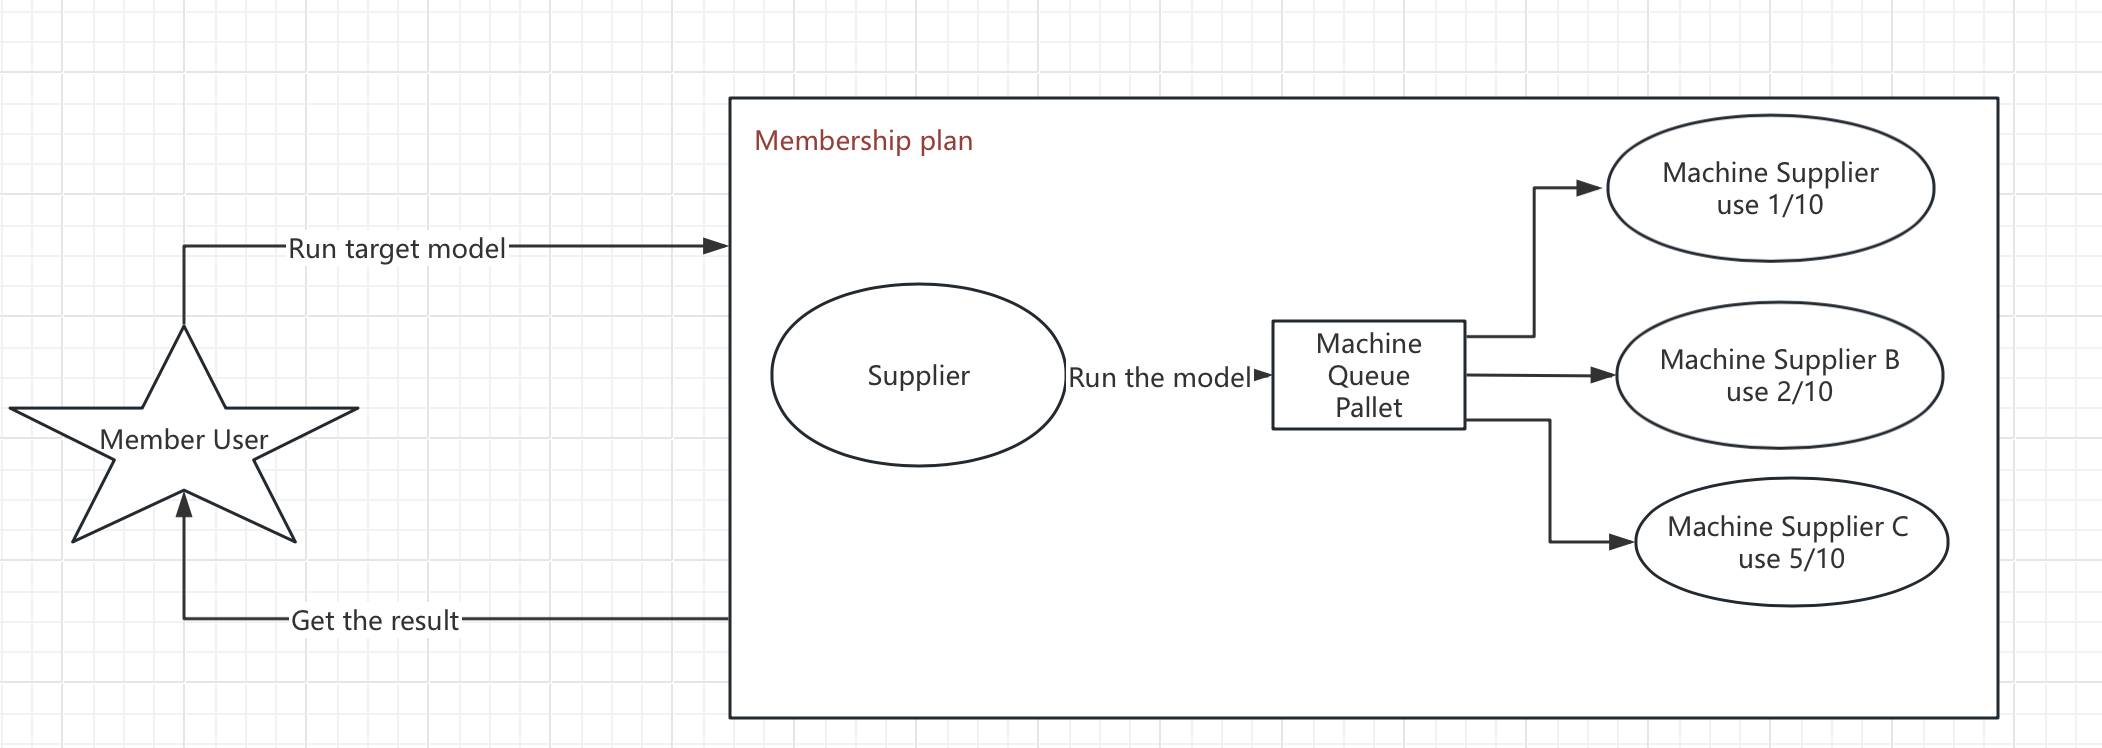 Membership plan
Machine Supplier
use 1/10
Run target model
Machine
Queue
Pallet
Supplier
Run the model
Machine Supplier B
use 2/10
Member User
Machine Supplier C
use 5/10
Get the result